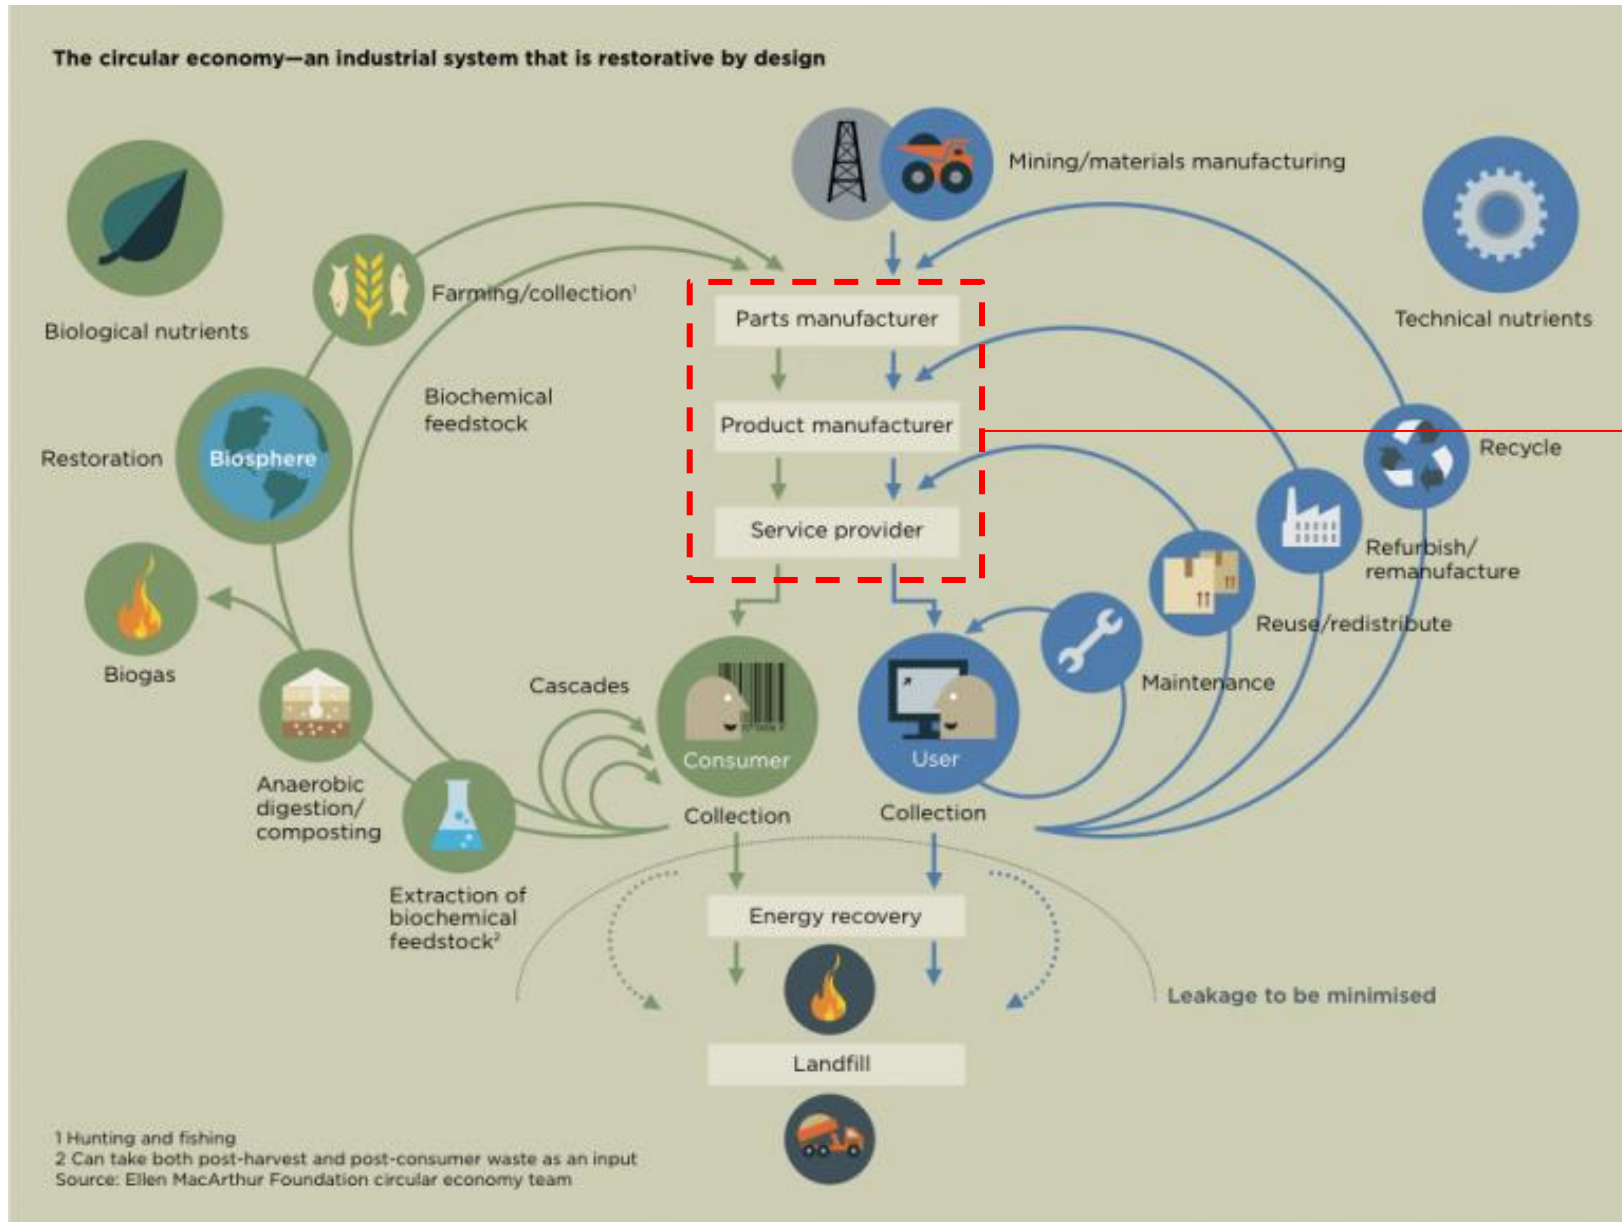 The circular economy—an industrial system that is restorative by design
Mining/materials manufacturing
Biological nutrients
Farming/collection¹
Parts manufacturer
Technical nutrients
Biochemical
feedstock
Product manufacturer
Restoration
Biosphere
Recycle
Service provider
Refurbish/
remanufacture
Reuse/redistribute
Biogas
Cascades
Maintenance
Consumer
User
Anaerobic
digestion/
composting
Collection
Collection
Extraction of
biochemical
feedstock²
Energy recovery
Leakage to be minimised
Landfill
1 Hunting and fishing
2 Can take both post-harvest and post-consumer waste as an input
Source: Ellen MacArthur Foundation circular economy team